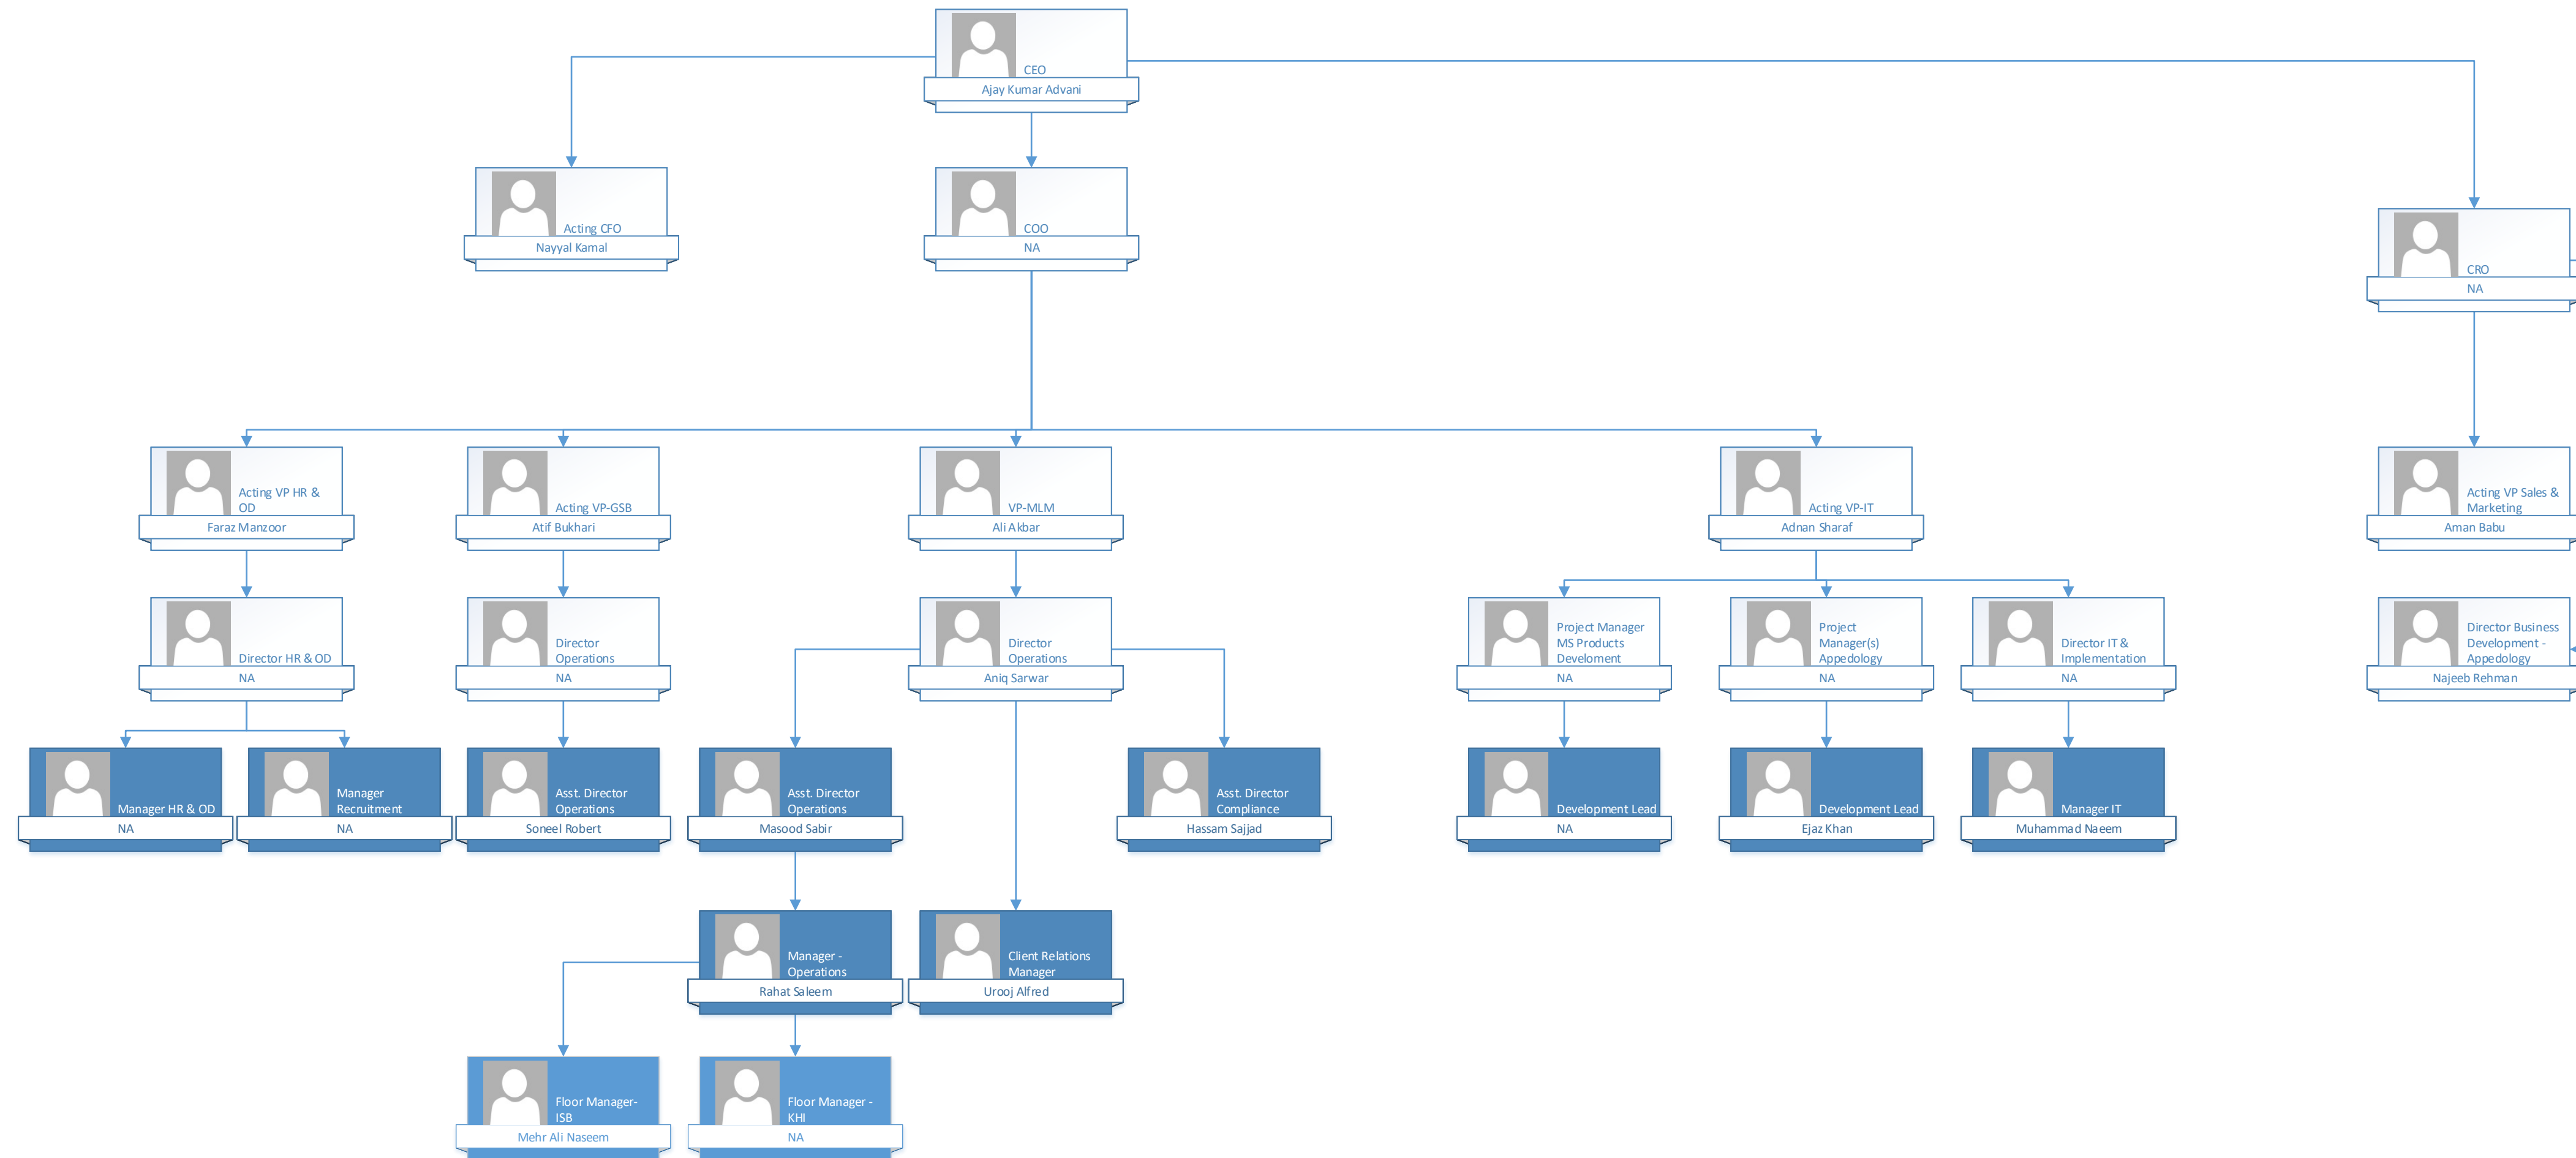 CEO
Ajay Kumar Advani
Acting CFO
Nayyal Kamal
COO
NA
CRO
NA
Acting VP HR &
OD
Faraz Manzoor
Acting VP-GSB
Atif Bukhari
VP-MLM
Ali Akbar
Acting VP-IT
Adnan Sharaf
Acting VP Sales &
Marketing
Aman Babu
Director HR & OD
NA
Director
Operations
NA
Director
Operations
Aniq Sarwar
Project Manager
MS Products
Develoment
NA
Project
Manager(s)
Appedology
NA
Director IT &
Implementation
NA
Director Business
Development -
Appedology
Najeeb Rehman
Manager HR & OD
NA
Manager
Recruitment
NA
Asst. Director
Operations
Soneel Robert
Asst. Director
Operations
Masood Sabir
Asst. Director
Compliance
Hassam Sajjad
Development Lead
NA
Development Lead
Ejaz Khan
Manager IT
Muhammad Naeem
Manager -
Operations
Rahat Saleem
Client Relations
Manager
Urooj Alfred
Floor Manager-
ISB
Mehr Ali Naseem
Floor Manager -
KHI
NA